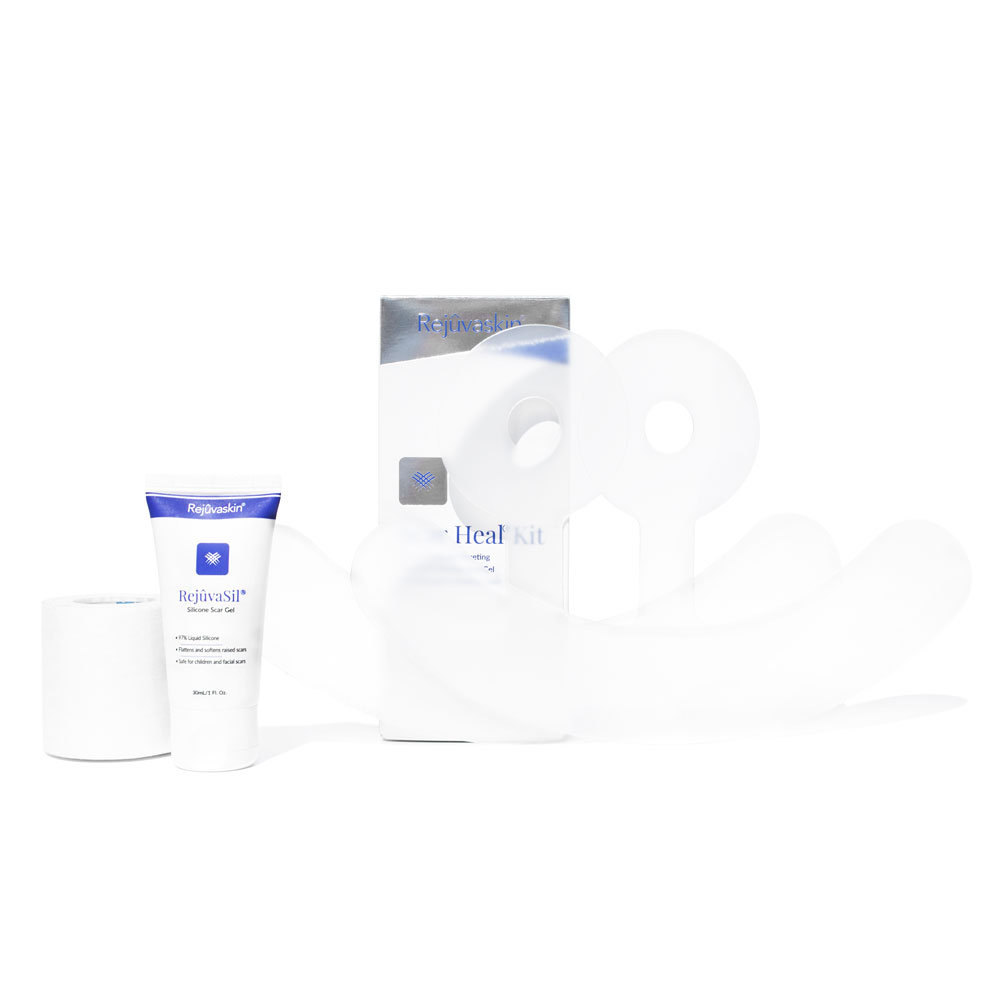 Rejûvaskin®
r Heal® Kit
eting
Gel
Rejûvaskin®
RejûvaSil®
Silicone Scar Gel
• 97% Liquid Silicone
• Flattens and softens raised scars
• Safe for children and facial scars
30mL/1 Fl. Oz.